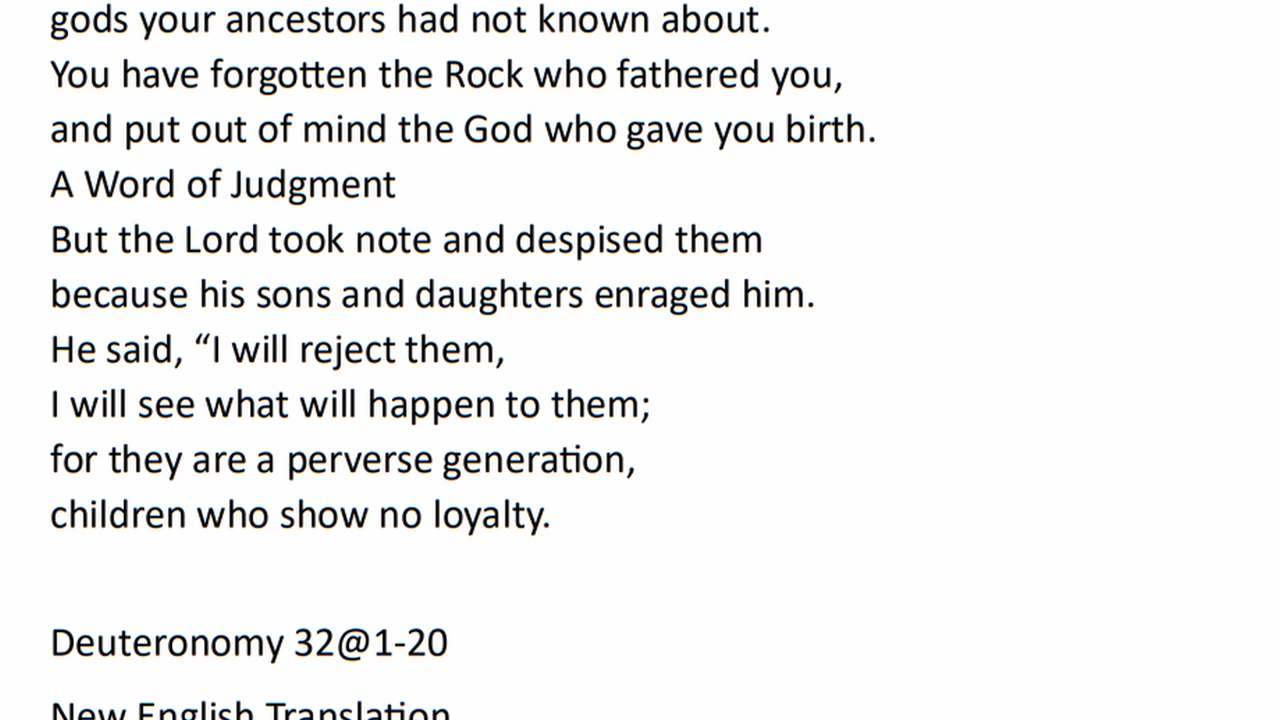 gods your ancestors had not known about.
You have forgotten the Rock who fathered you,
and put out of mind the God who gave you birth.
A Word of Judgment
But the Lord took note and despised them
because his sons and daughters enraged him.
He said, “I will reject them,
I will see what will happen to them;
for they are a perverse generation,
children who show no loyalty.
Deuteronomy 32@1-20
New English Translation